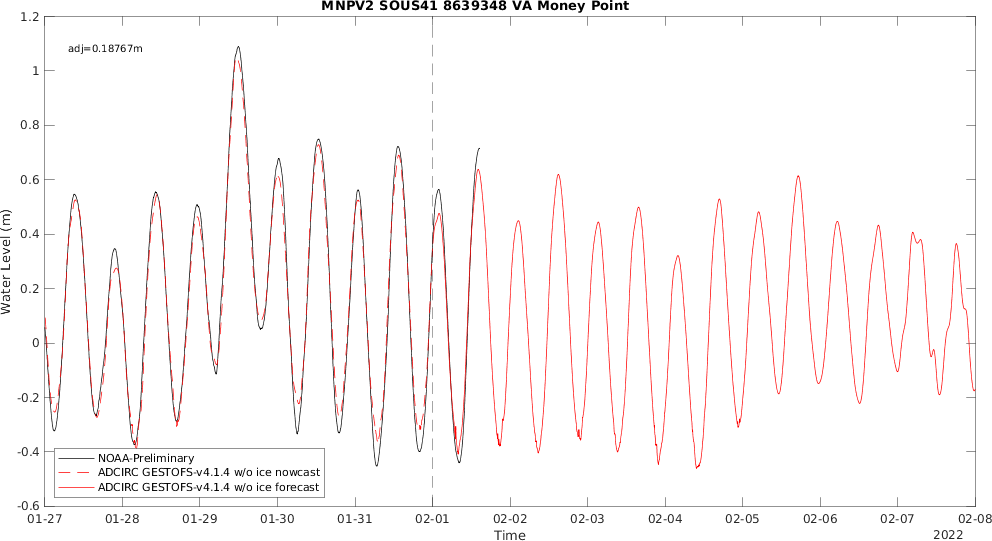 MNPV2 SOUS41 8639348 VA Money Point
adj=0.18767m
1.2
1
0.8
0.6
0.4
0.2
0
-0.2
-0.4
-0.6
Water Level (m)
NOAA-Preliminary
ADCIRC GESTOFS-v4.1.4 w/o ice nowcast
ADCIRC GESTOFS-v4.1.4 w/o ice forecast
01-27 01-28 01-29 01-30 01-31 02-01 02-02 02-03 02-04 02-05 02-06 02-07 02-08
Time
2022